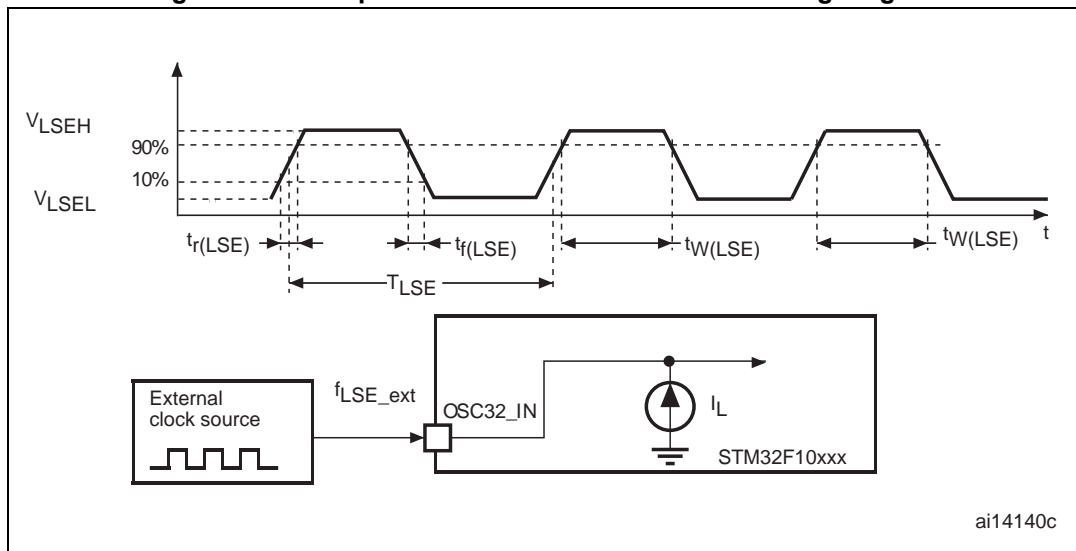 VLSEH
90%
10%
VLSEL
tr(LSE)
tf(LSE)
tW(LSE)
tW(LSE)
t
TLSE
External
clock source
fLSE_ext
OSC32_IN
IL
STM32F10xxx
ai14140c